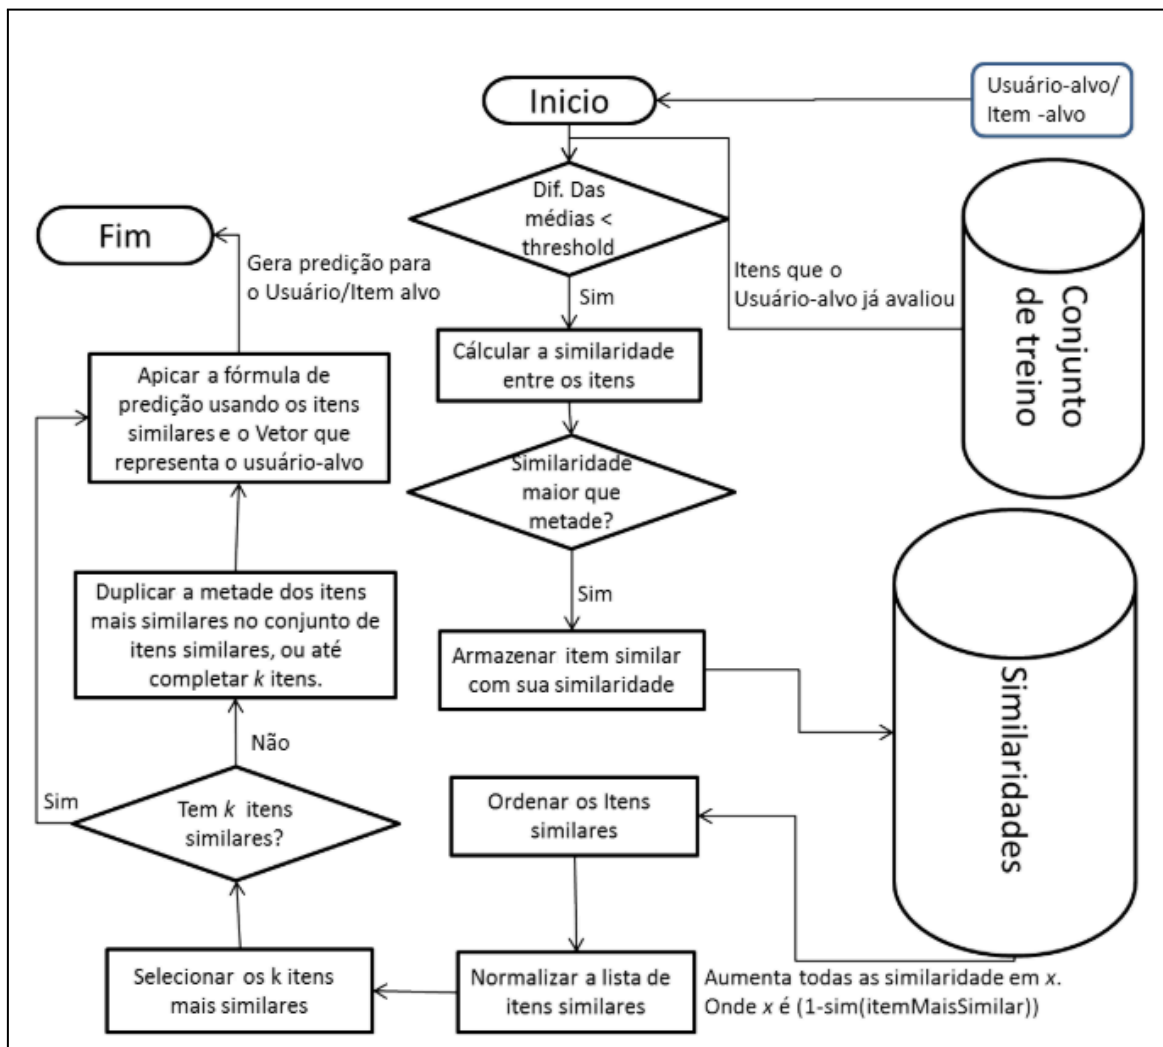 Inicio
Usuário-alvo/
Item -alvo
Dif. Das
médias <
threshold
Fim
Gera predição para
o Usuário/Item alvo
Itens que o
Usuário-alvo já avaliou
Conjunto
de treino
Sim
Cálcular a similaridade
entre os itens
Apicar a fórmula de
predição usando os itens
similares e o Vetor que
representa o usuário-alvo
Similaridade
maior que
metade?
Sim
Duplicar a metade dos itens
mais similares no conjunto de
itens similares, ou até
completar k itens.
Armazenar item similar
com sua similaridade
Similaridades
Não
Sim
Tem k itens
similares?
Ordenar os Itens
similares
Selecionar os k itens
mais similares
Normalizar a lista de
itens similares
Aumenta todas as similaridade em x.
Onde x é (1-sim(itemMaisSimilar))